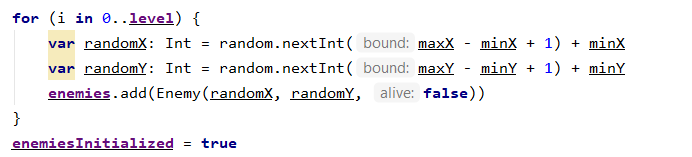 for (i in 0..level) {
var randomX: Int = random.nextInt( bound: maxX - minX + 1) + minX
var randomY: Int = random.nextInt( bound: maxY - minY + 1) + minY
enemies.add(Enemy(randomX, randomY, alive: false))
}
enemiesInitialized = true